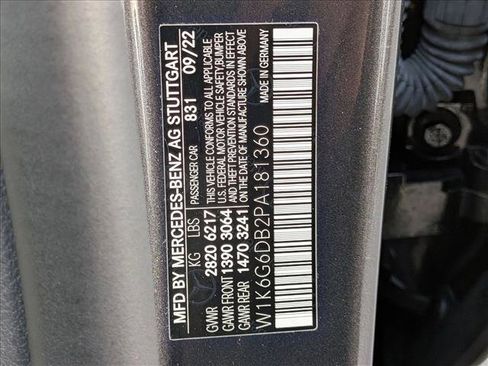 MFD BY MERCEDES-BENZ AG STUTTGART
PASSENGER CAR 831 09/22
KG LBS
GVWR 2820 6217
GAWR FRONT 1390 3064
GAWR REAR 1470 3241
THIS VEHICLE CONFORMS TO ALL APPLICABLE
U.S. FEDERAL MOTOR VEHICLE SAFETY, BUMPER
AND THEFT PREVENTION STANDARDS IN EFFECT
ON THE DATE OF MANUFACTURE SHOWN ABOVE
W1K6G6DB2PA181360
MADE IN GERMANY